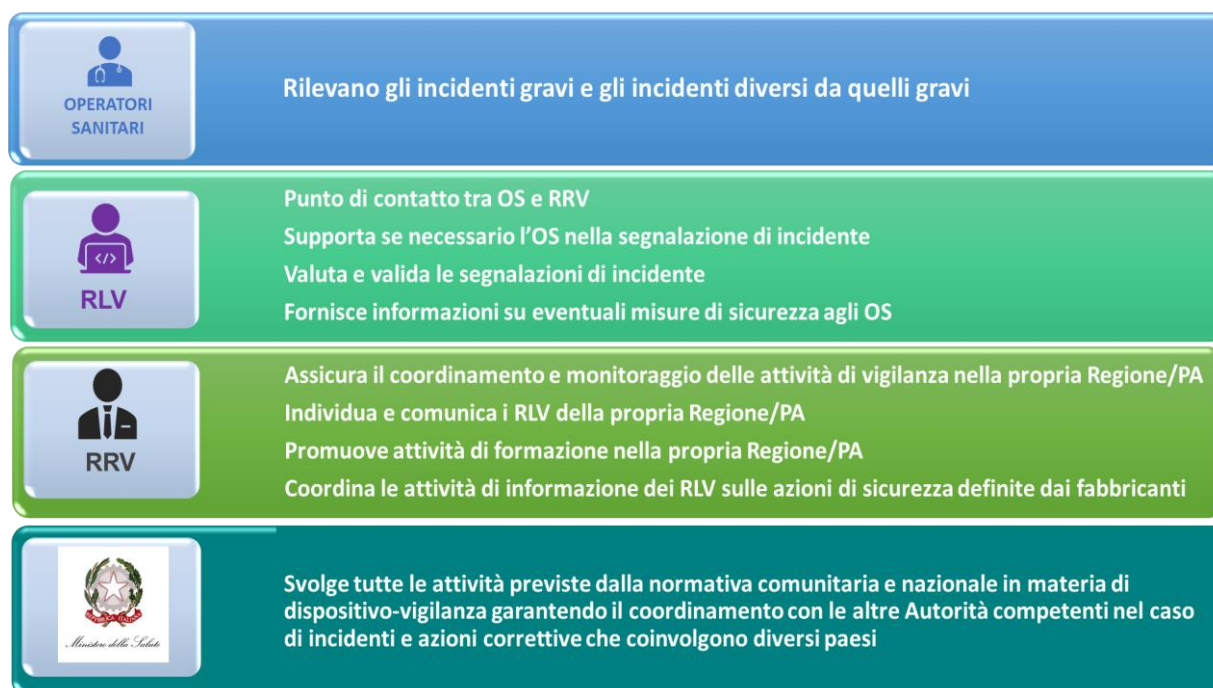 OPERATORI
SANITARI
Rilevano gli incidenti gravi e gli incidenti diversi da quelli gravi
</>
RLV
Punto di contatto tra OS e RRV
Supporta se necessario l'OS nella segnalazione di incidente
Valuta e valida le segnalazioni di incidente
Fornisce informazioni su eventuali misure di sicurezza agli OS
RRV
Assicura il coordinamento e monitoraggio delle attività di vigilanza nella propria Regione/PA
Individua e comunica i RLV della propria Regione/PA
Promuove attività di formazione nella propria Regione/PA
Coordina le attività di informazione dei RLV sulle azioni di sicurezza definite dai fabbricanti
Ministero della Salute
Svolge tutte le attività previste dalla normativa comunitaria e nazionale in materia di
dispositivo-vigilanza garantendo il coordinamento con le altre Autorità competenti nel caso
di incidenti e azioni correttive che coinvolgono diversi paesi